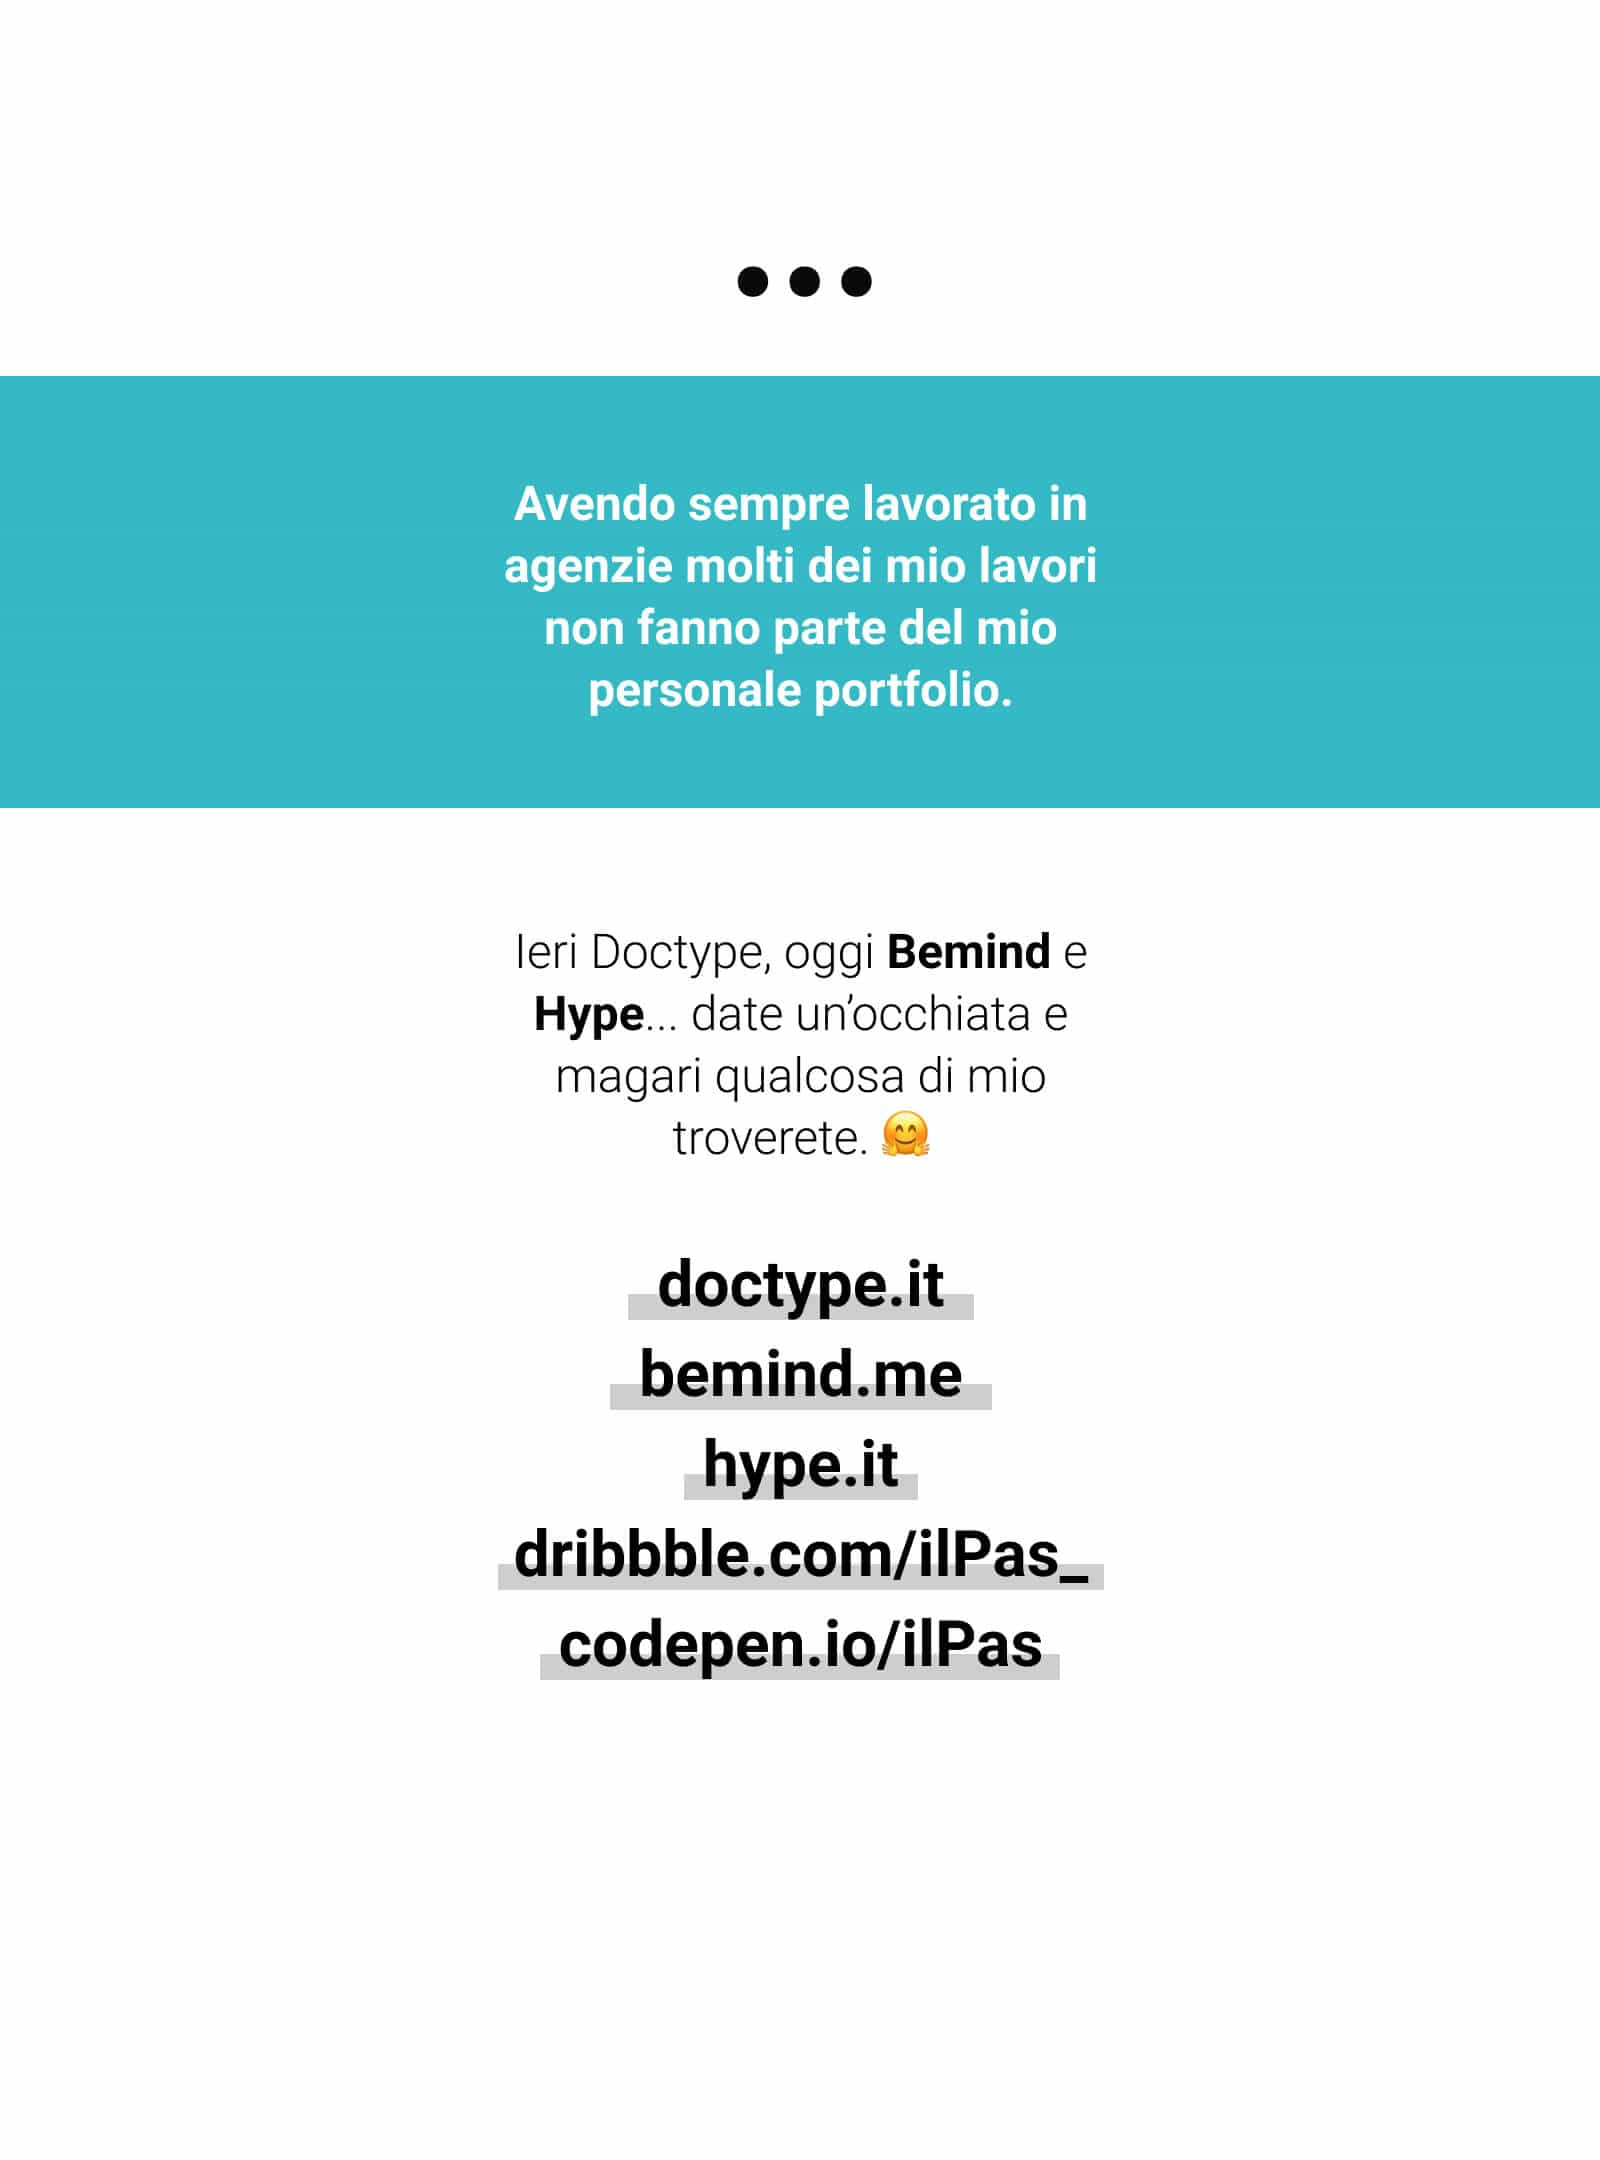 Avendo sempre lavorato in
agenzie molti dei mio lavori
non fanno parte del mio
personale portfolio.
Ieri Doctype, oggi Bemind e
Hype... date un’occhiata e
magari qualcosa di mio
troverete. 🤗
doctype.it
bemind.me
hype.it
dribbble.com/ilPas_
codepen.io/ilPas